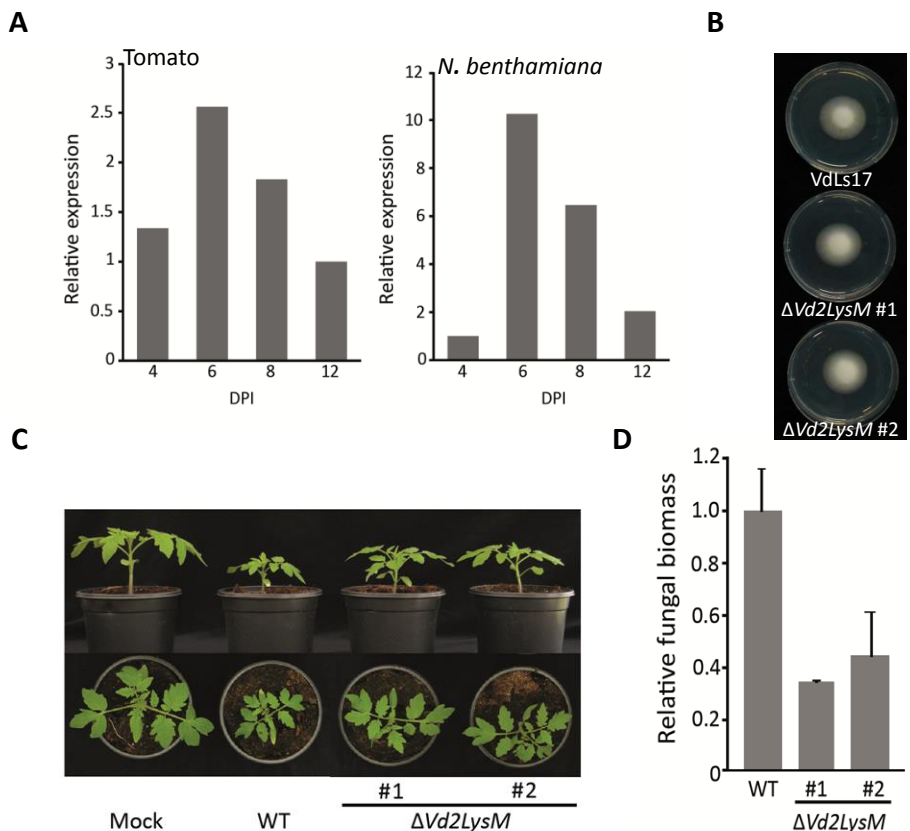 A
B
Tomato
N. benthamiana
Relative expression
2.5
2
1.5
1
0.5
0
4 6 8 12
DPI
Relative expression
12
10
8
6
4
2
0
4 6 8 12
DPI
VdLs17
ΔVd2LysM #1
ΔVd2LysM #2
C
#1 #2
Mock WT ΔVd2LysM
D
Relative fungal biomass
1.2
1.0
0.8
0.6
0.4
0.2
0
WT #1 #2
ΔVd2LysM